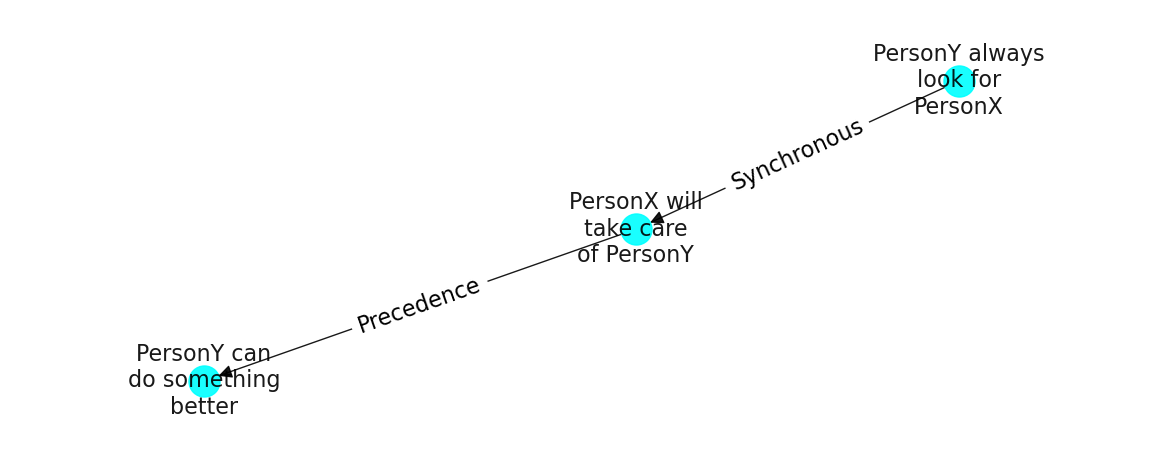 PersonY always
look for
PersonX
Synchronous
PersonX will
take care
of PersonY
Precedence
PersonY can
do something
better